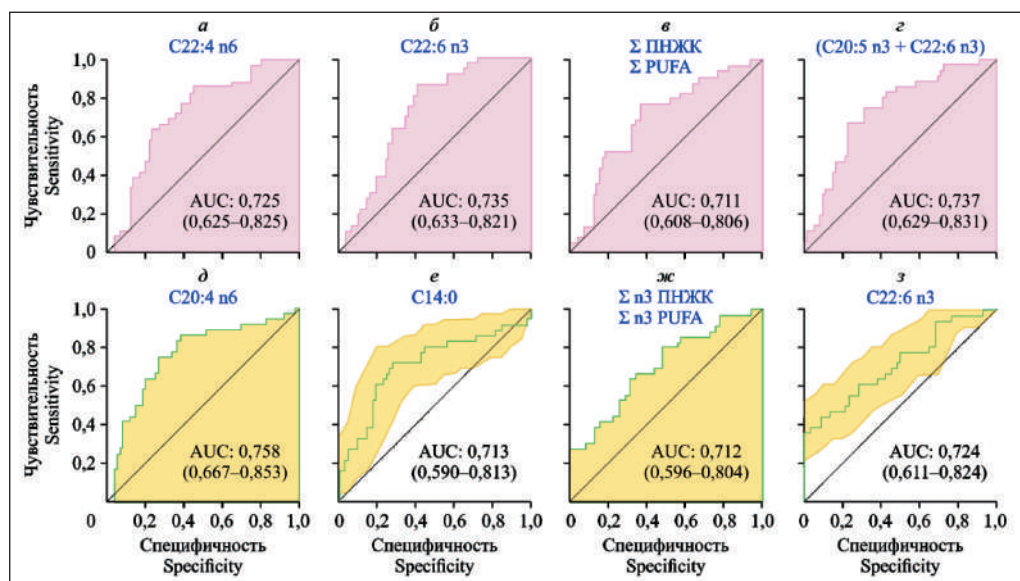 а
C22:4 n6
б
C22:6 n3
в
Σ ПНЖК
Σ PUFA
г
(C20:5 n3 + C22:6 n3)
Чувствительность
Sensitivity
1,0
0,8
0,6
0,4
0,2
0
AUC: 0,725
(0,625–0,825)
AUC: 0,735
(0,633–0,821)
AUC: 0,711
(0,608–0,806)
AUC: 0,737
(0,629–0,831)
д
C20:4 n6
е
C14:0
ж
Σ n3 ПНЖК
Σ n3 PUFA
з
C22:6 n3
Чувствительность
Sensitivity
1,0
0,8
0,6
0,4
0,2
0
AUC: 0,758
(0,667–0,853)
AUC: 0,713
(0,590–0,813)
AUC: 0,712
(0,596–0,804)
AUC: 0,724
(0,611–0,824)
0,2 0,4 0,6 0,8 1,0
0 0,2 0,4 0,6 0,8 1,0
0 0,2 0,4 0,6 0,8 1,0
0 0,2 0,4 0,6 0,8 1,0
Специфичность
Specificity
Специфичность
Specificity
Специфичность
Specificity
Специфичность
Specificity